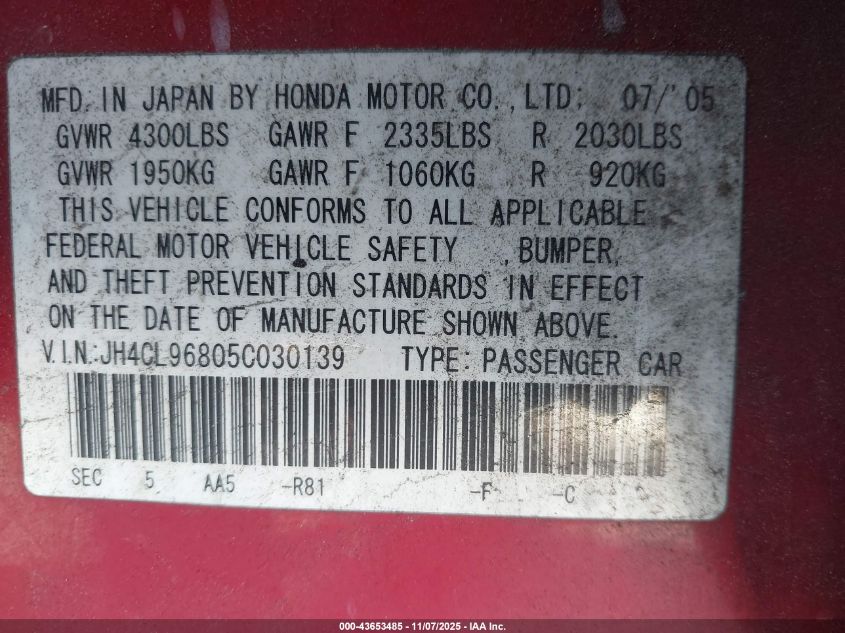 MFD. IN JAPAN BY HONDA MOTOR CO., LTD. 07/'05
GVWR 4300LBS GAWR F 2335LBS R 2030LBS
GVWR 1950KG GAWR F 1060KG R 920KG
THIS VEHICLE CONFORMS TO ALL APPLICABLE
FEDERAL MOTOR VEHICLE SAFETY , BUMPER,
AND THEFT PREVENTION STANDARDS IN EFFECT
ON THE DATE OF MANUFACTURE SHOWN ABOVE.
V.I.N.:JH4CL96805C030139 TYPE: PASSENGER CAR
SEC 5 AA5 -R81 -F -C
000-43653485 - 11/07/2025 - IAA Inc.